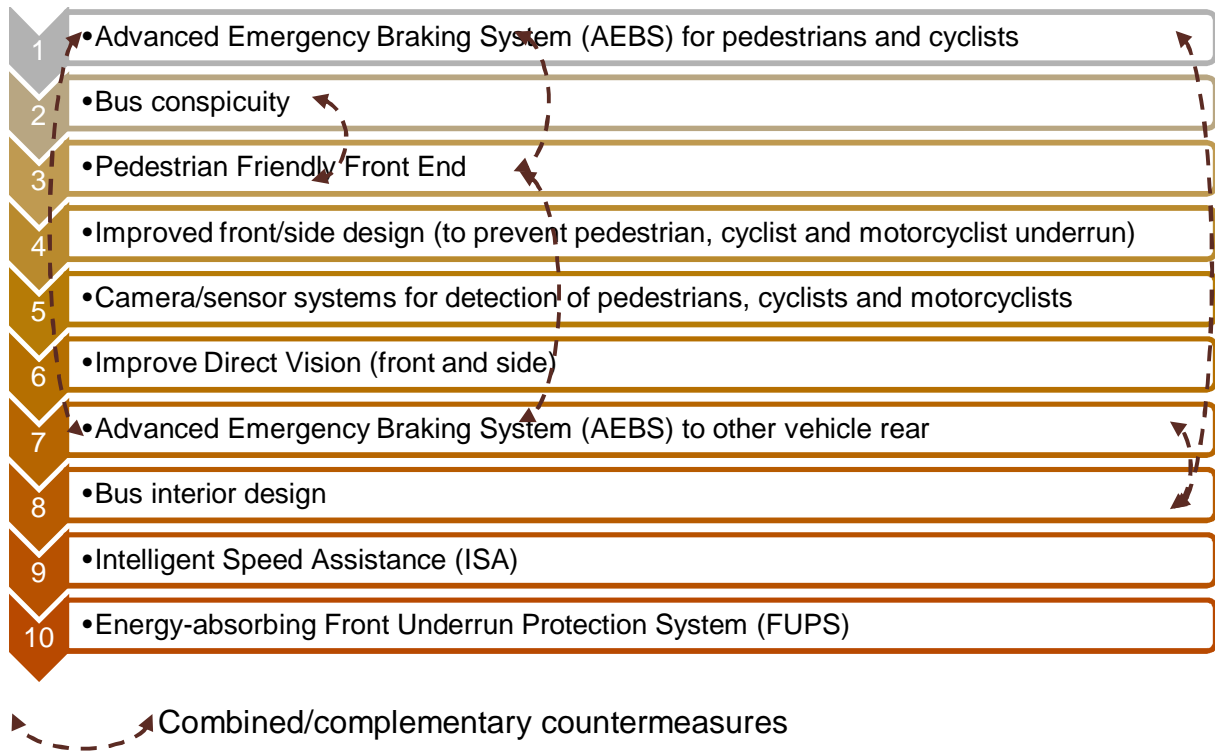 1 •Advanced Emergency Braking System (AEBS) for pedestrians and cyclists
2 •Bus conspicuity
3 •Pedestrian Friendly Front End
4 •Improved front/side design (to prevent pedestrian, cyclist and motorcyclist underrun)
5 •Camera/sensor systems for detection of pedestrians, cyclists and motorcyclists
6 •Improve Direct Vision (front and side)
7 •Advanced Emergency Braking System (AEBS) to other vehicle rear
8 •Bus interior design
9 •Intelligent Speed Assistance (ISA)
10 •Energy-absorbing Front Underrun Protection System (FUPS)
Combined/complementary countermeasures